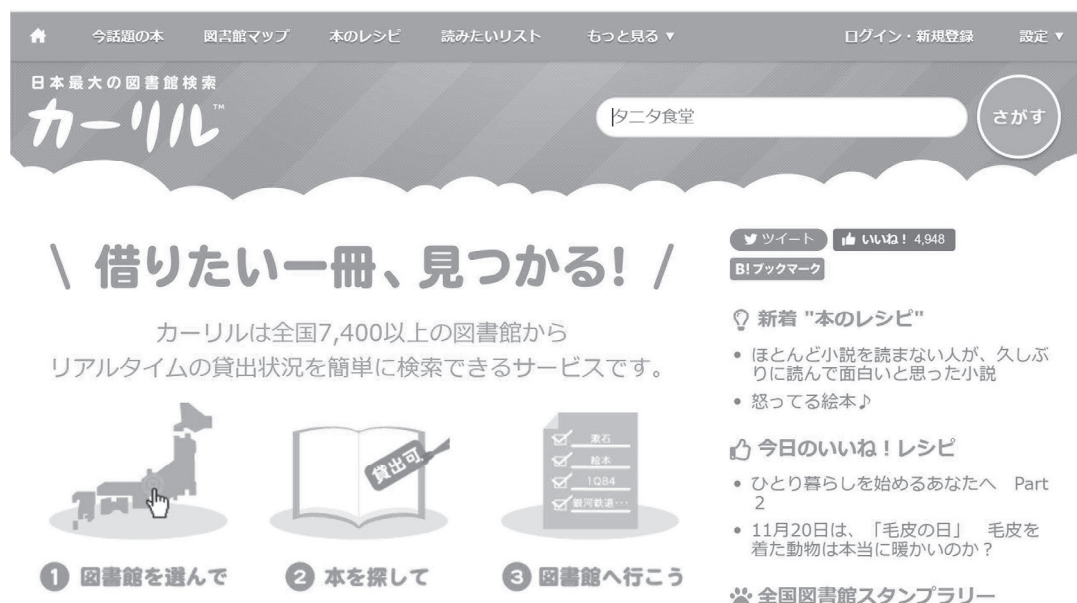 今話題の本 図書館マップ 本のレシピ 読みたいリスト もっと見る ▼ ログイン・新規登録 設定 ▼
日本最大の図書館検索
カーリル™
タニタ食堂
さがす
\ 借りたい一冊、見つかる! /
カーリルは全国7,400以上の図書館から
リアルタイムの貸出状況を簡単に検索できるサービスです。
貸出可
漱石
絵本
1Q84
銀河鉄道…
1 図書館を選んで
2 本を探して
3 図書館へ行こう
ツイート いいね! 4,948
B!ブックマーク
新着 "本のレシピ"
• ほとんど小説を読まない人が、久しぶ
りに読んで面白いと思った小説
• 怒ってる絵本♪
今日のいいね！レシピ
• ひとり暮らしを始めるあなたへ Part
2
• 11月20日は、「毛皮の日」 毛皮を
着た動物は本当に暖かいのか？
全国図書館スタンプラリー